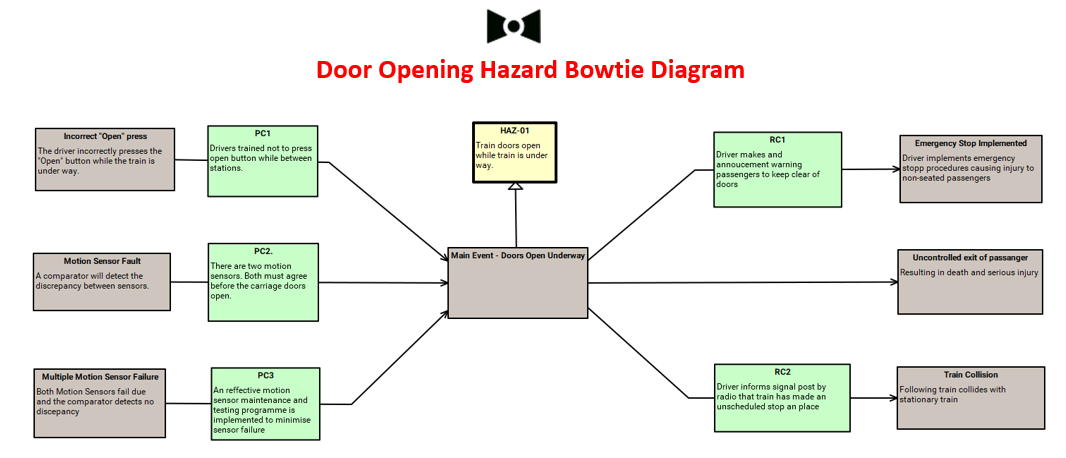 Door Opening Hazard Bowtie Diagram
Incorrect "Open" press
The driver incorrectly presses the
"Open" button while the train is
under way.
PC1
Drivers trained not to press
open button while between
stations.
HAZ-01
Train doors open
while train is under
way.
RC1
Driver makes and
annoucement warning
passengers to keep clear of
doors
Emergency Stop Implemented
Driver implements emergency
stopp procedures causing injury to
non-seated passengers
Motion Sensor Fault
A comparator will detect the
discrepancy between sensors.
PC2.
There are two motion
sensors. Both must agree
before the carriage doors
open.
Main Event - Doors Open Underway
Uncontrolled exit of passanger
Resulting in death and serious injury
Multiple Motion Sensor Failure
Both Motion Sensors fail due
and the comparator detects no
discepancy
PC3
An reffective motion
sensor maintenance and
testing programme is
implemented to minimise
sensor failure
RC2
Driver informs signal post by
radio that train has made an
unscheduled stop an place
Train Collision
Following train collides with
stationary train